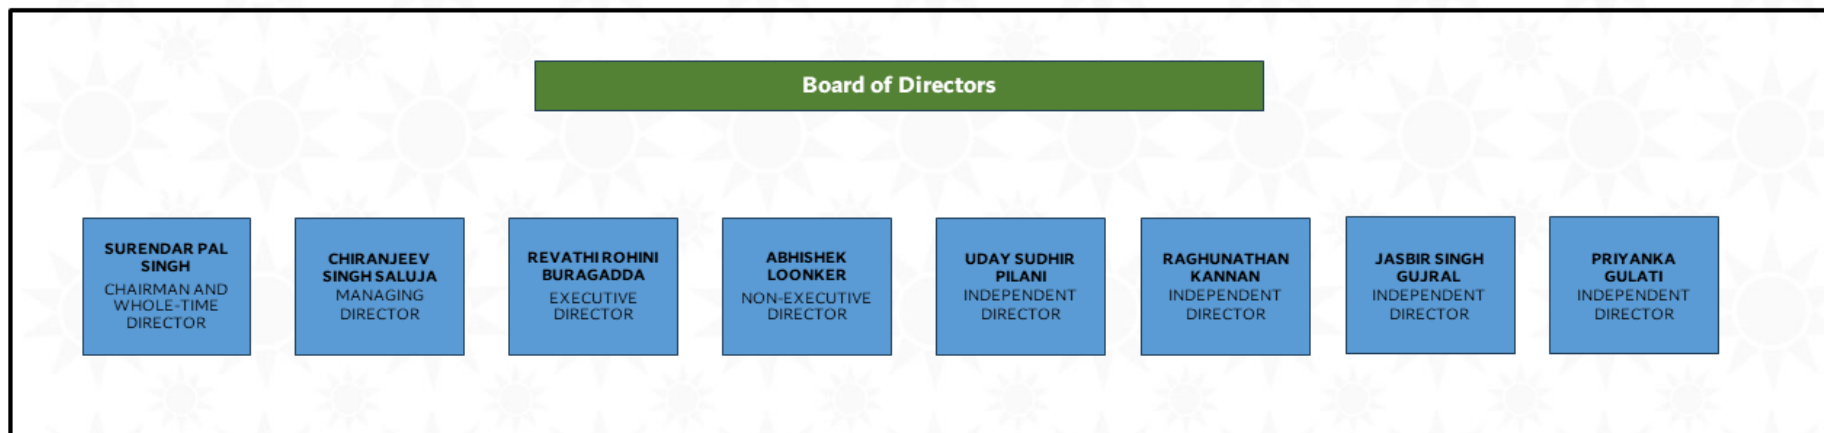 Board of Directors
SURENDAR PAL
SINGH
CHAIRMAN AND
WHOLE-TIME
DIRECTOR
CHIRANJEEV
SINGH SALUJA
MANAGING
DIRECTOR
REVATHI ROHINI
BURAGADDA
EXECUTIVE
DIRECTOR
ABHISHEK
LOONKER
NON-EXECUTIVE
DIRECTOR
UDAY SUDHIR
PILANI
INDEPENDENT
DIRECTOR
RAGHUNATHAN
KANNAN
INDEPENDENT
DIRECTOR
JASBIR SINGH
GUJRAL
INDEPENDENT
DIRECTOR
PRIYANKA
GULATI
INDEPENDENT
DIRECTOR